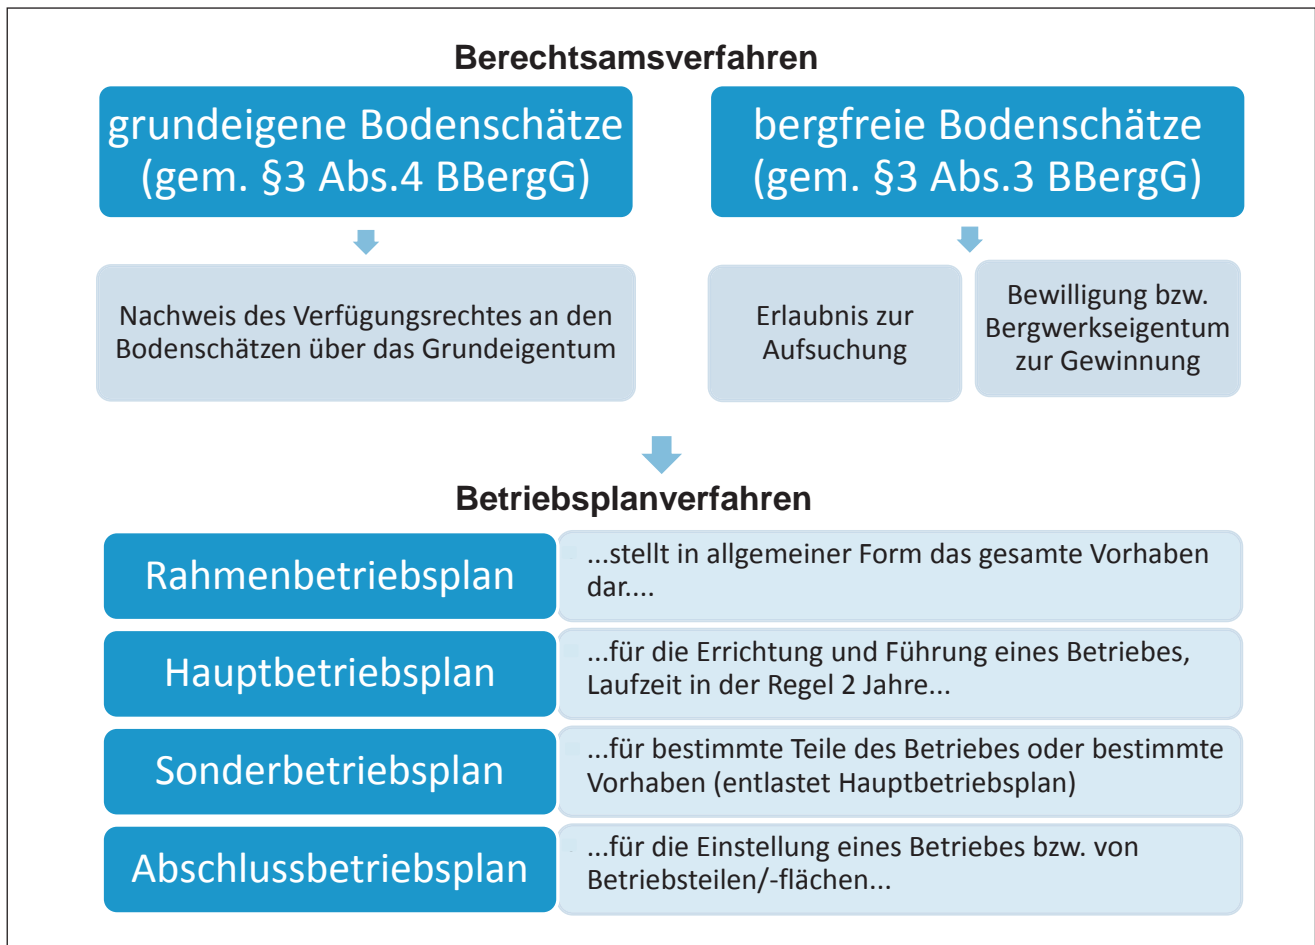 Berechtsamsverfahren
grundeigene Bodenschätze
(gem. §3 Abs.4 BBergG)
Nachweis des Verfügungsrechtes an den
Bodenschätzen über das Grundeigentum
bergfreie Bodenschätze
(gem. §3 Abs.3 BBergG)
Erlaubnis zur
Aufsuchung
Bewilligung bzw.
Bergwerkseigentum
zur Gewinnung
Betriebsplanverfahren
Rahmenbetriebsplan
...stellt in allgemeiner Form das gesamte Vorhaben
dar....
Hauptbetriebsplan
...für die Errichtung und Führung eines Betriebes,
Laufzeit in der Regel 2 Jahre...
Sonderbetriebsplan
...für bestimmte Teile des Betriebes oder bestimmte
Vorhaben (entlastet Hauptbetriebsplan)
Abschlussbetriebsplan
...für die Einstellung eines Betriebes bzw. von
Betriebsteilen/-flächen...